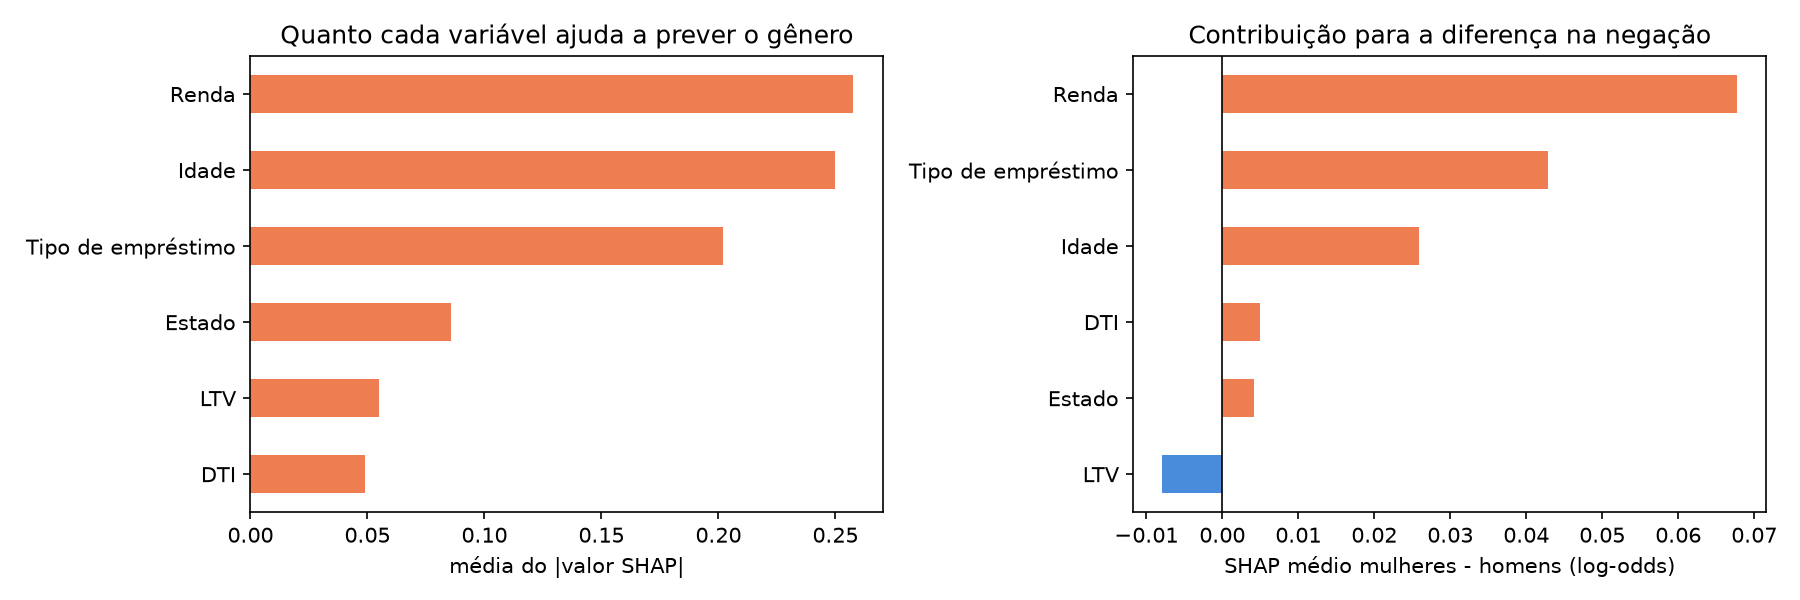 Quanto cada variável ajuda a prever o gênero
Renda
Idade
Tipo de empréstimo
Estado
LTV
DTI
0.00 0.05 0.10 0.15 0.20 0.25
média do |valor SHAP|
Contribuição para a diferença na negação
Renda
Tipo de empréstimo
Idade
DTI
Estado
LTV
−0.01 0.00 0.01 0.02 0.03 0.04 0.05 0.06 0.07
SHAP médio mulheres - homens (log-odds)